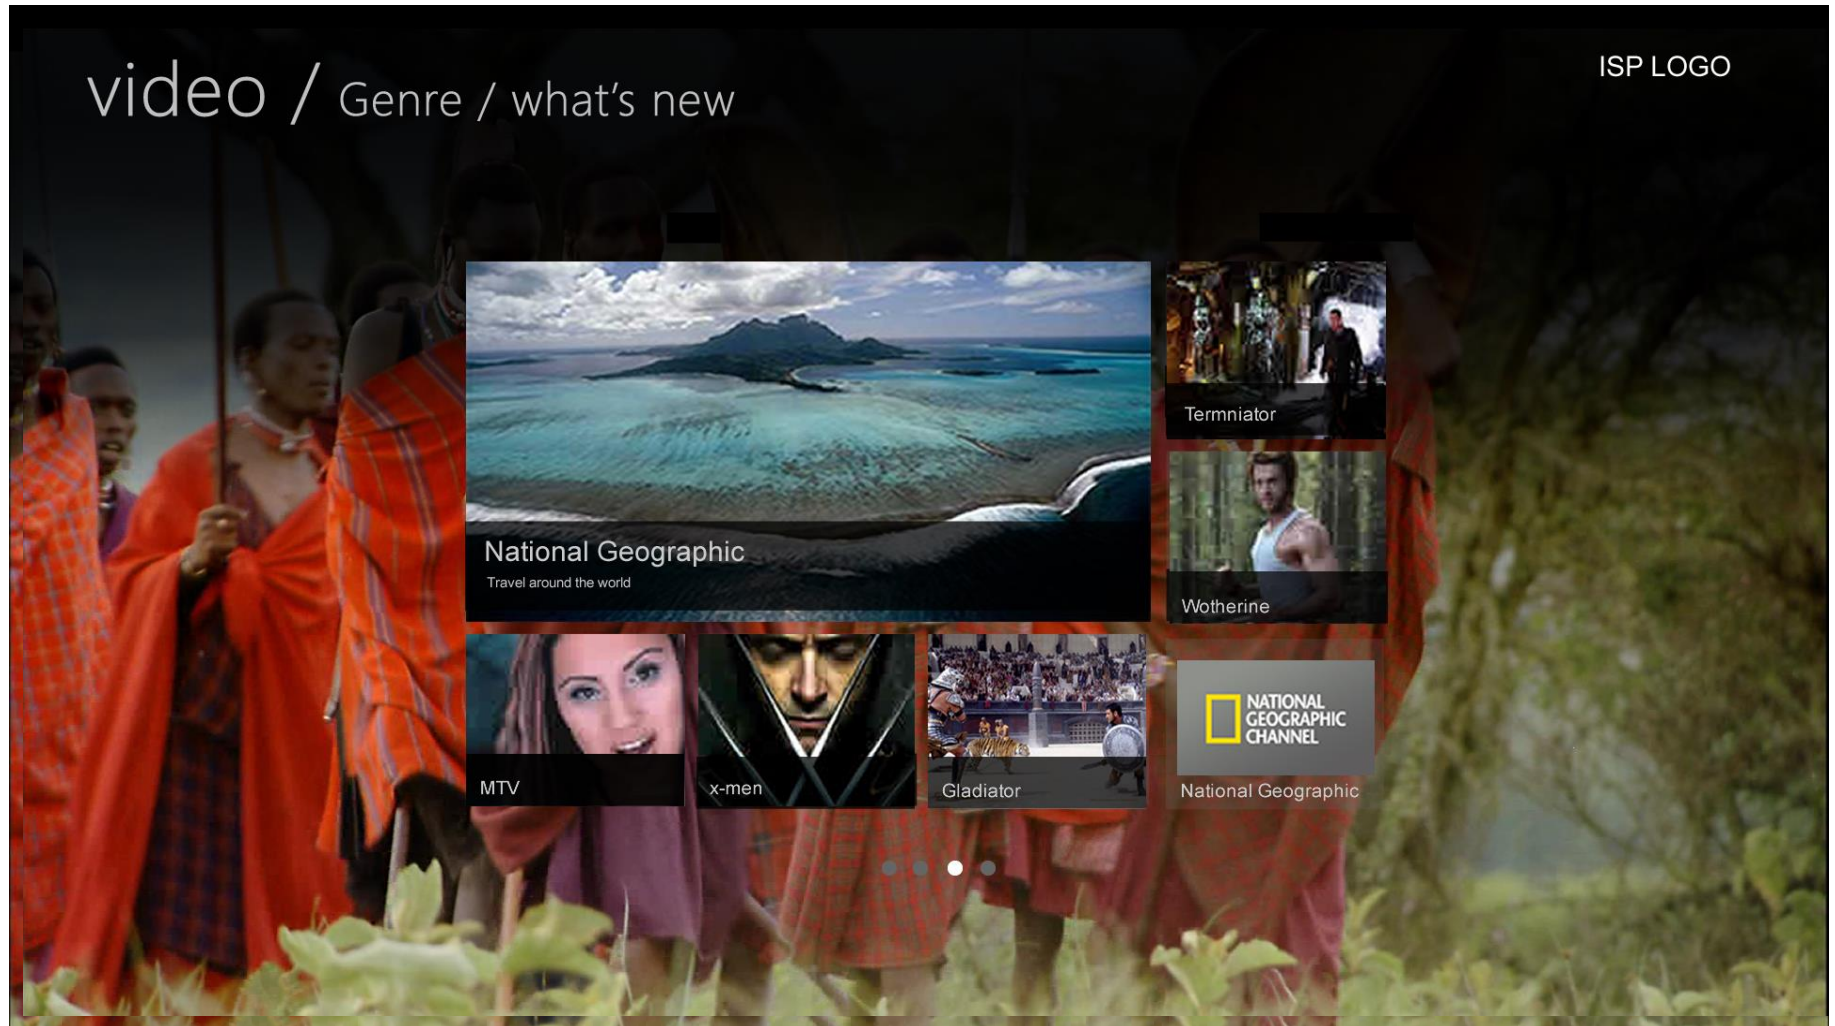 video / Genre / what's new
ISP LOGO
National Geographic
Travel around the world
Termniator
Wotherine
MTV
x-men
Gladiator
NATIONAL
GEOGRAPHIC
CHANNEL
National Geographic